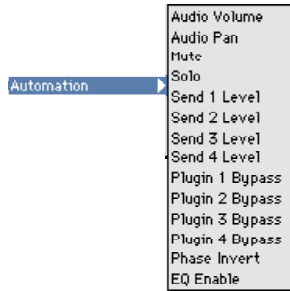 Automation
Audio Volume
Audio Pan
Mute
Solo
Send 1 Level
Send 2 Level
Send 3 Level
Send 4 Level
Plugin 1 Bypass
Plugin 2 Bypass
Plugin 3 Bypass
Plugin 4 Bypass
Phase Invert
EQ Enable